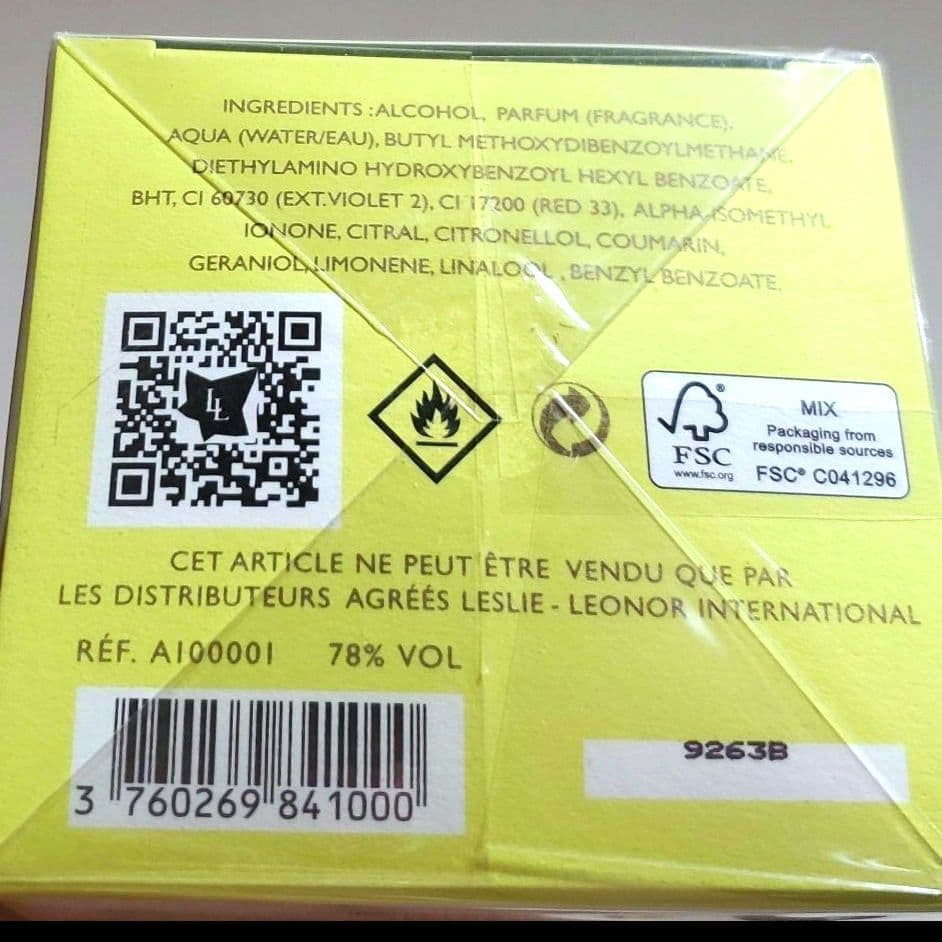 INGREDIENTS :ALCOHOL, PARFUM (FRAGRANCE),
AQUA (WATER/EAU), BUTYL METHOXYDIBENZOYLMETHANE,
DIETHYLAMINO HYDROXYBENZOYL HEXYL BENZOATE,
BHT, CI 60730 (EXT.VIOLET 2), CI 17200 (RED 33), ALPHA-ISOMETHYL
IONONE, CITRAL, CITRONELLOL, COUMARIN,
GERANIOL, LIMONENE, LINALOOL , BENZYL BENZOATE.
LL
FSC
www.fsc.org
MIX
Packaging from
responsible sources
FSC® C041296
CET ARTICLE NE PEUT ÊTRE VENDU QUE PAR
LES DISTRIBUTEURS AGRÉÉS LESLIE - LEONOR INTERNATIONAL
RÉF. A100001 78% VOL
3 760269 841000
9263B